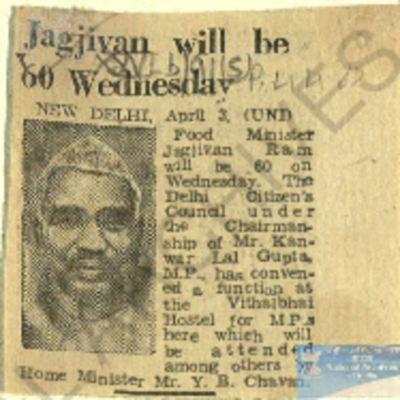 Jagjivan will be
60 Wednesday
NEW DELHI, April 3, (UNI)
Food Minister
Jagjivan Ram
will be 60 on
Wednesday. The
Delhi Citizen's
Council under
the Chairman-
ship of Mr. Kan-
war Lal Gupta,
M.P., has conven-
ed a function at
the Vithalbhai
Hostel for M.P.s
here which will
be attended
among others by
Home Minister Mr. Y. B. Chavan.